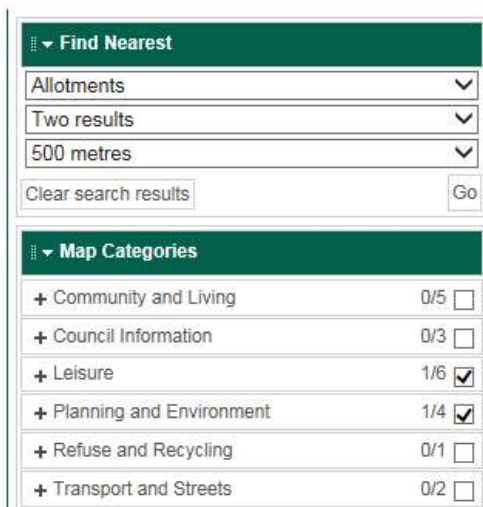 Find Nearest
Allotments
Two results
500 metres
Clear search results Go
Map Categories
+ Community and Living 0/5
+ Council Information 0/3
+ Leisure 1/6
+ Planning and Environment 1/4
+ Refuse and Recycling 0/1
+ Transport and Streets 0/2